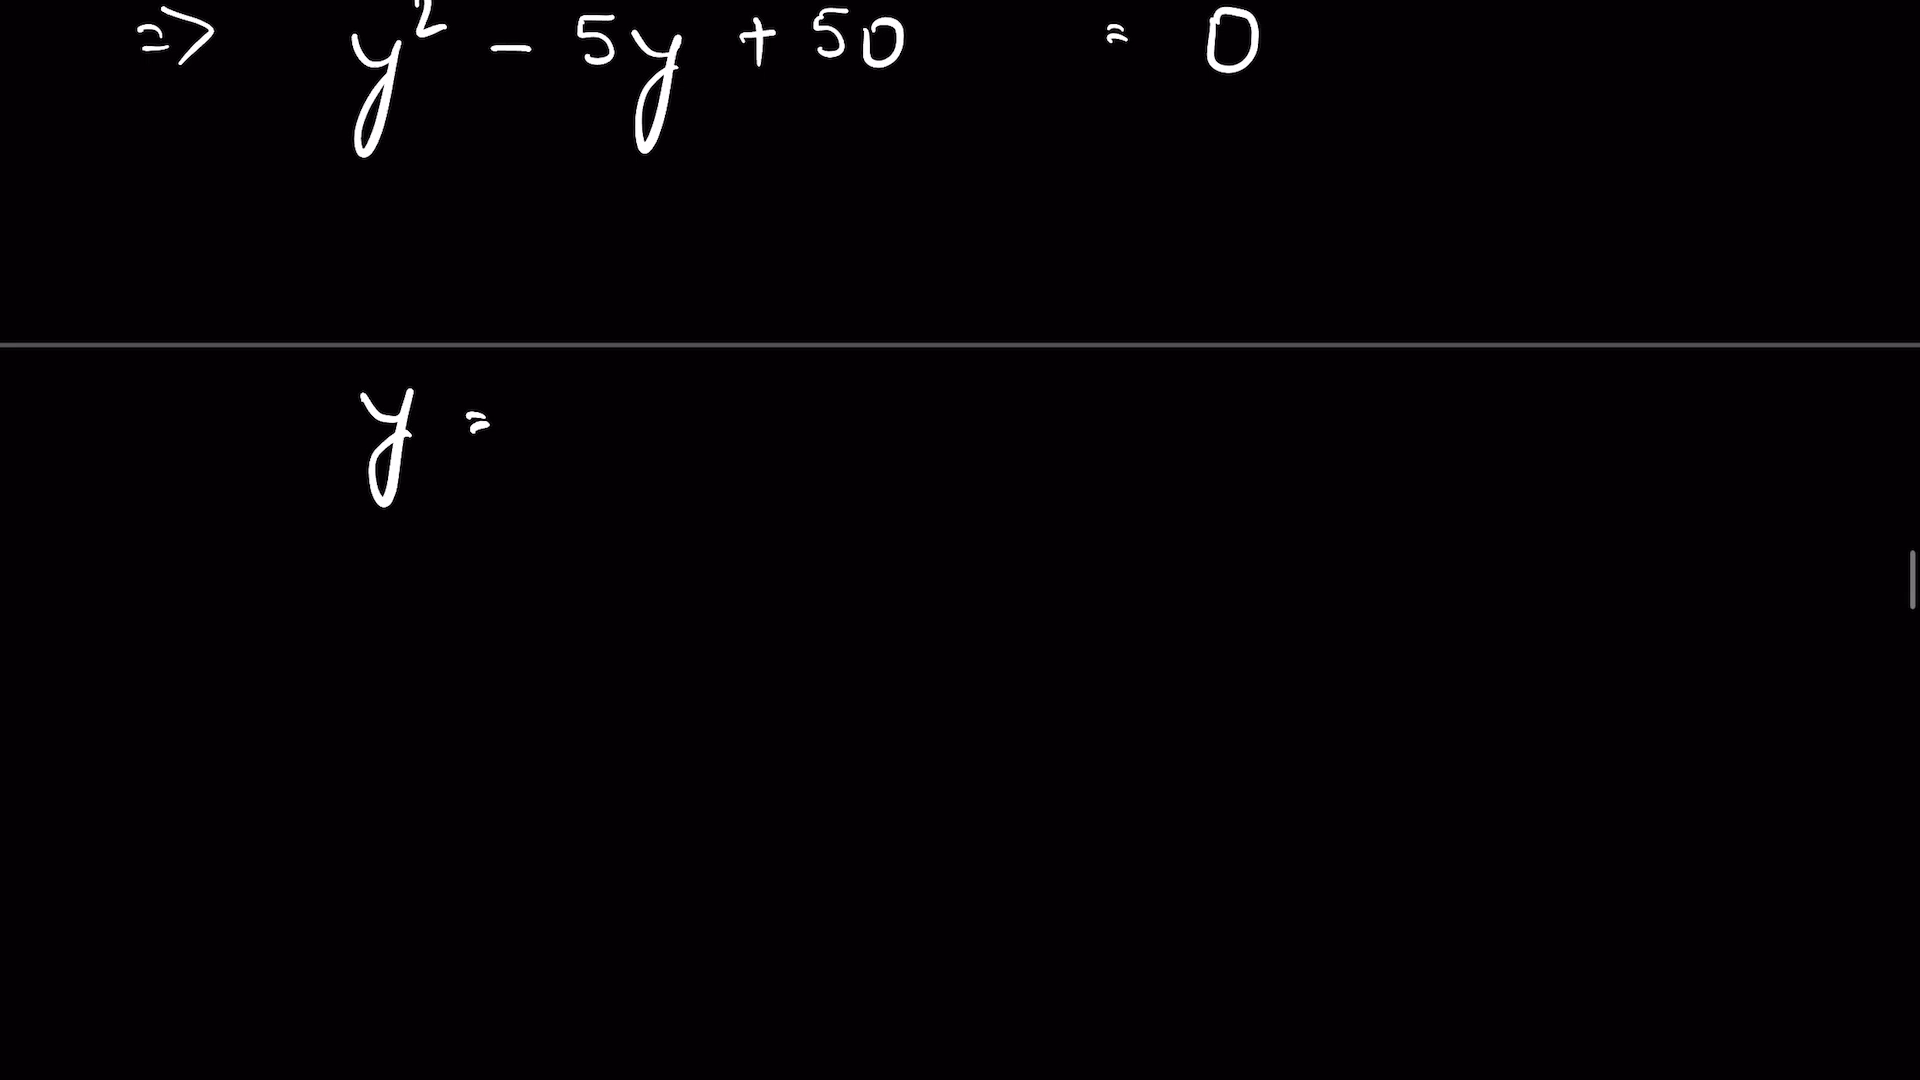 => y² - 5y + 50 = 0
y =